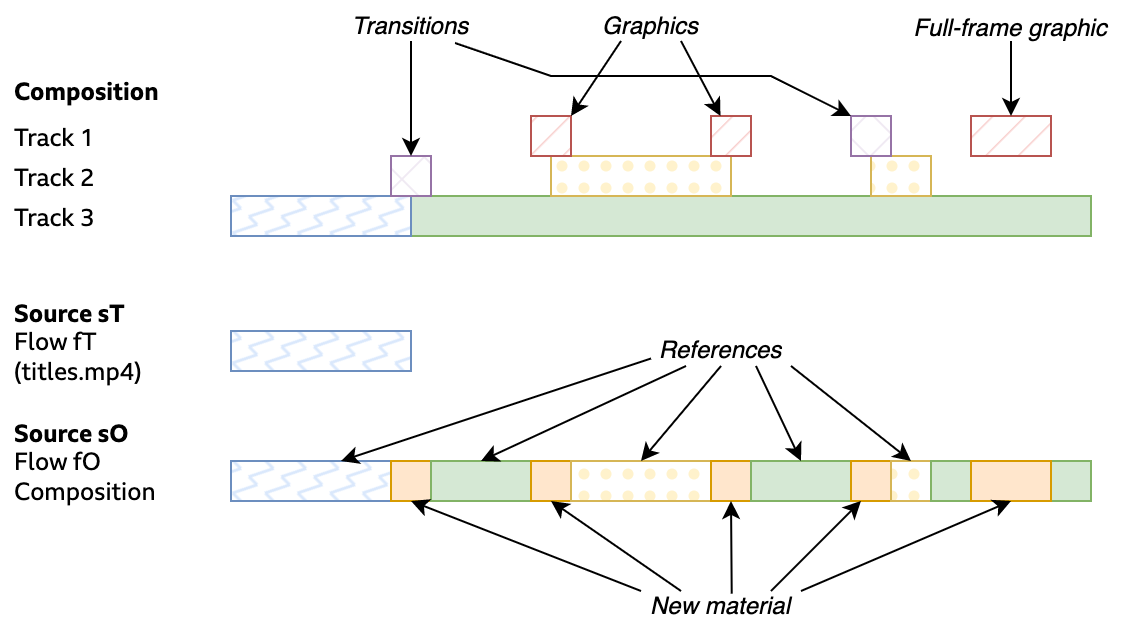 Transitions
Graphics
Full-frame graphic
Composition
Track 1
Track 2
Track 3
Source sT
Flow fT
(titles.mp4)
References
Source sO
Flow fO
Composition
New material